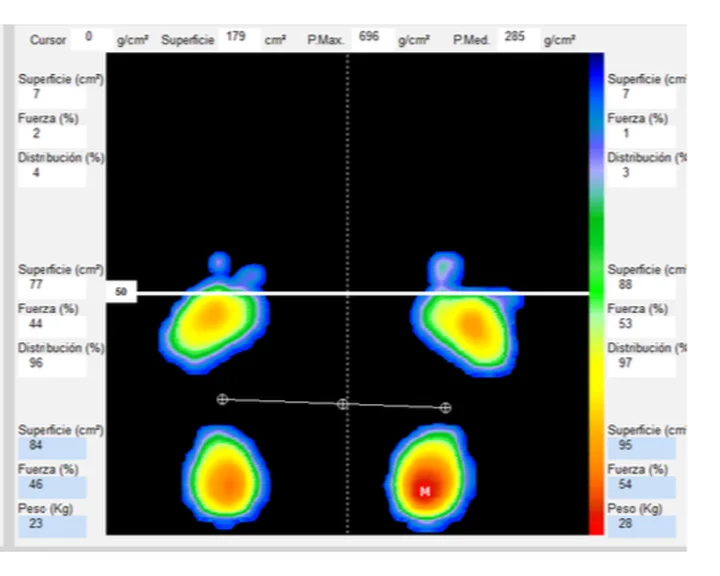 Cursor 0 g/cm² Superficie 179 cm² P.Max. 696 g/cm² P.Med. 285 g/cm²
Superficie (cm²)
7
Fuerza (%)
2
Distribución (%)
4
Superficie (cm²)
77
Fuerza (%)
44
Distribución (%)
96
Superficie (cm²)
84
Fuerza (%)
46
Peso (Kg)
23
50
M
Superficie (cm
7
Fuerza (%)
1
Distribución (%
3
Superficie (cm
88
Fuerza (%)
53
Distribución (%
97
Superficie (cm
95
Fuerza (%)
54
Peso (Kg)
28